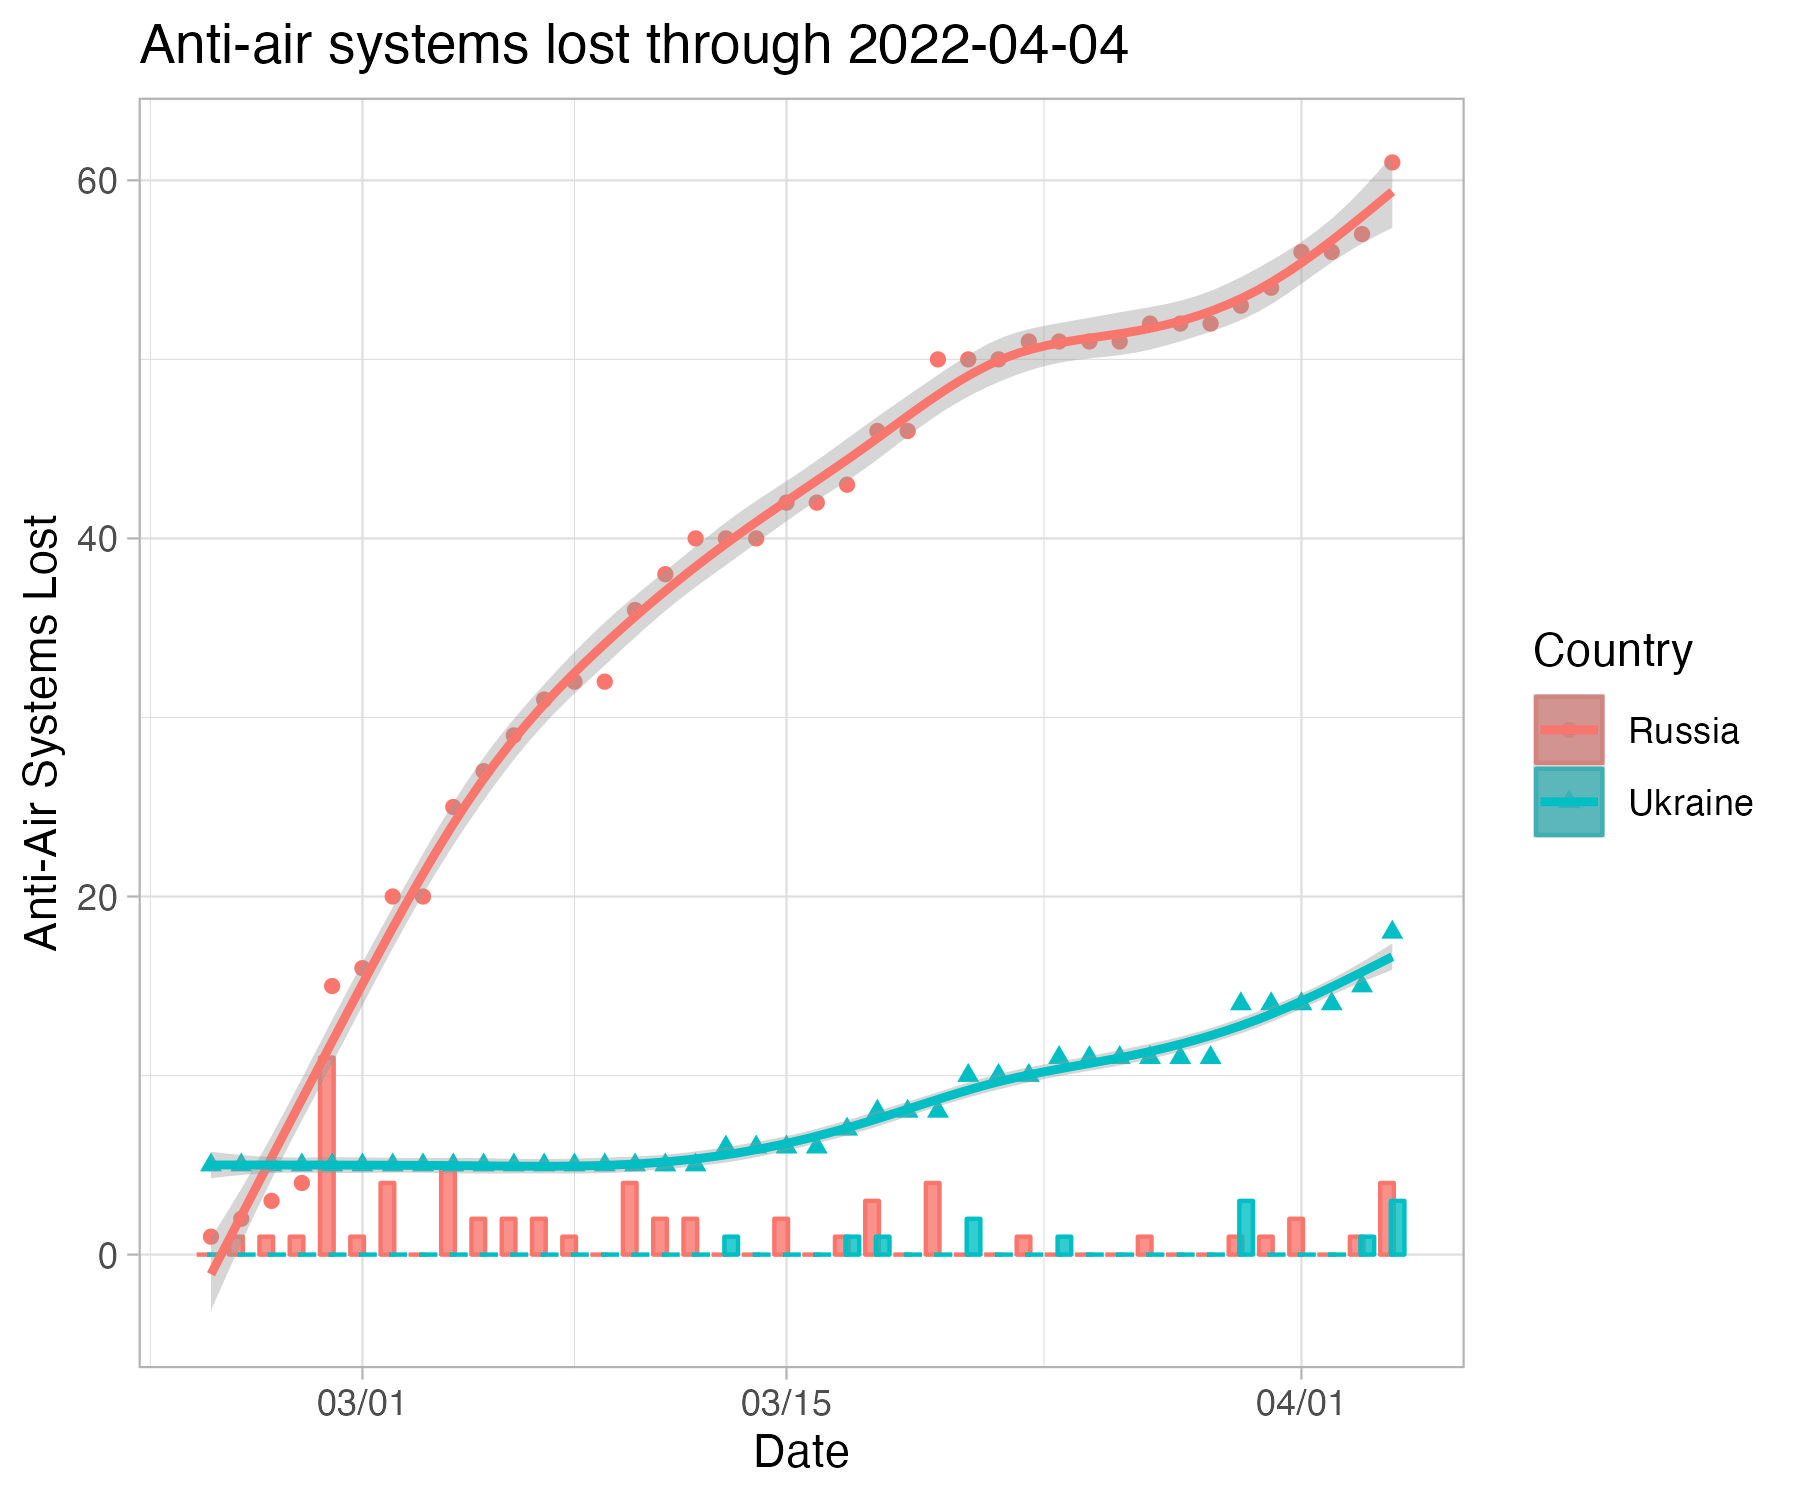 Anti-air systems lost through 2022-04-04
Anti-Air Systems Lost
60
40
20
0
03/01 03/15 04/01
Date
Country
Russia
Ukraine